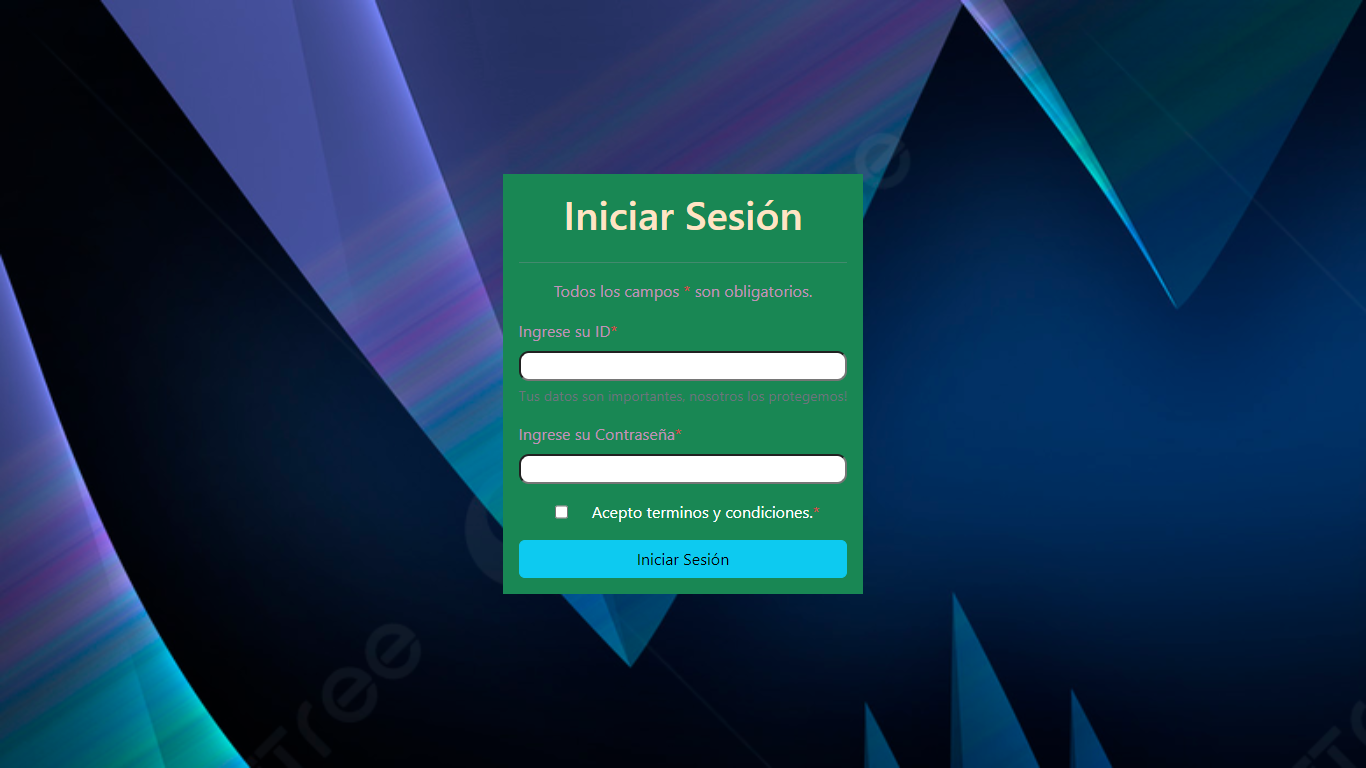 Iniciar Sesión
Todos los campos * son obligatorios.
Ingrese su ID*
Tus datos son importantes, nosotros los protegemos!
Ingrese su Contraseña*
Acepto terminos y condiciones.*
Iniciar Sesión
Tree